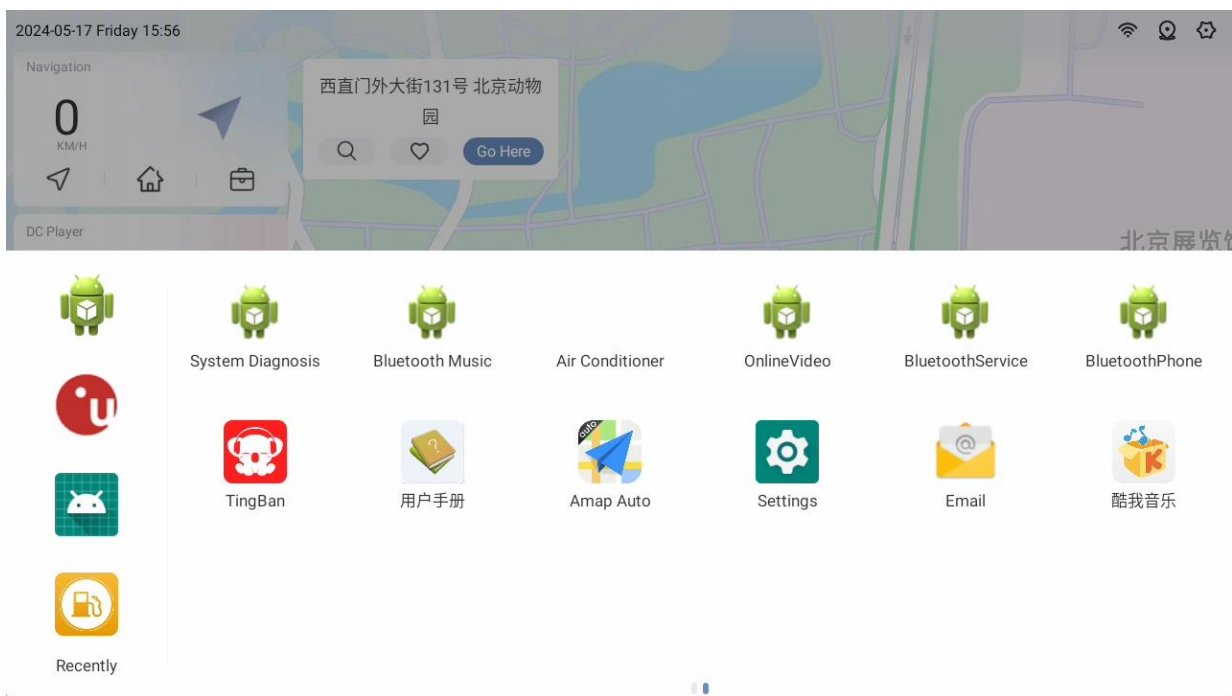 2024-05-17 Friday 15:56
Navigation
0
KM/H
西直门外大街131号 北京动物
园
Go Here
DC Player
北京展览馆
System Diagnosis
Bluetooth Music
Air Conditioner
OnlineVideo
BluetoothService
BluetoothPhone
auto
TingBan
用户手册
Amap Auto
Settings
Email
K
酷我音乐
Recently